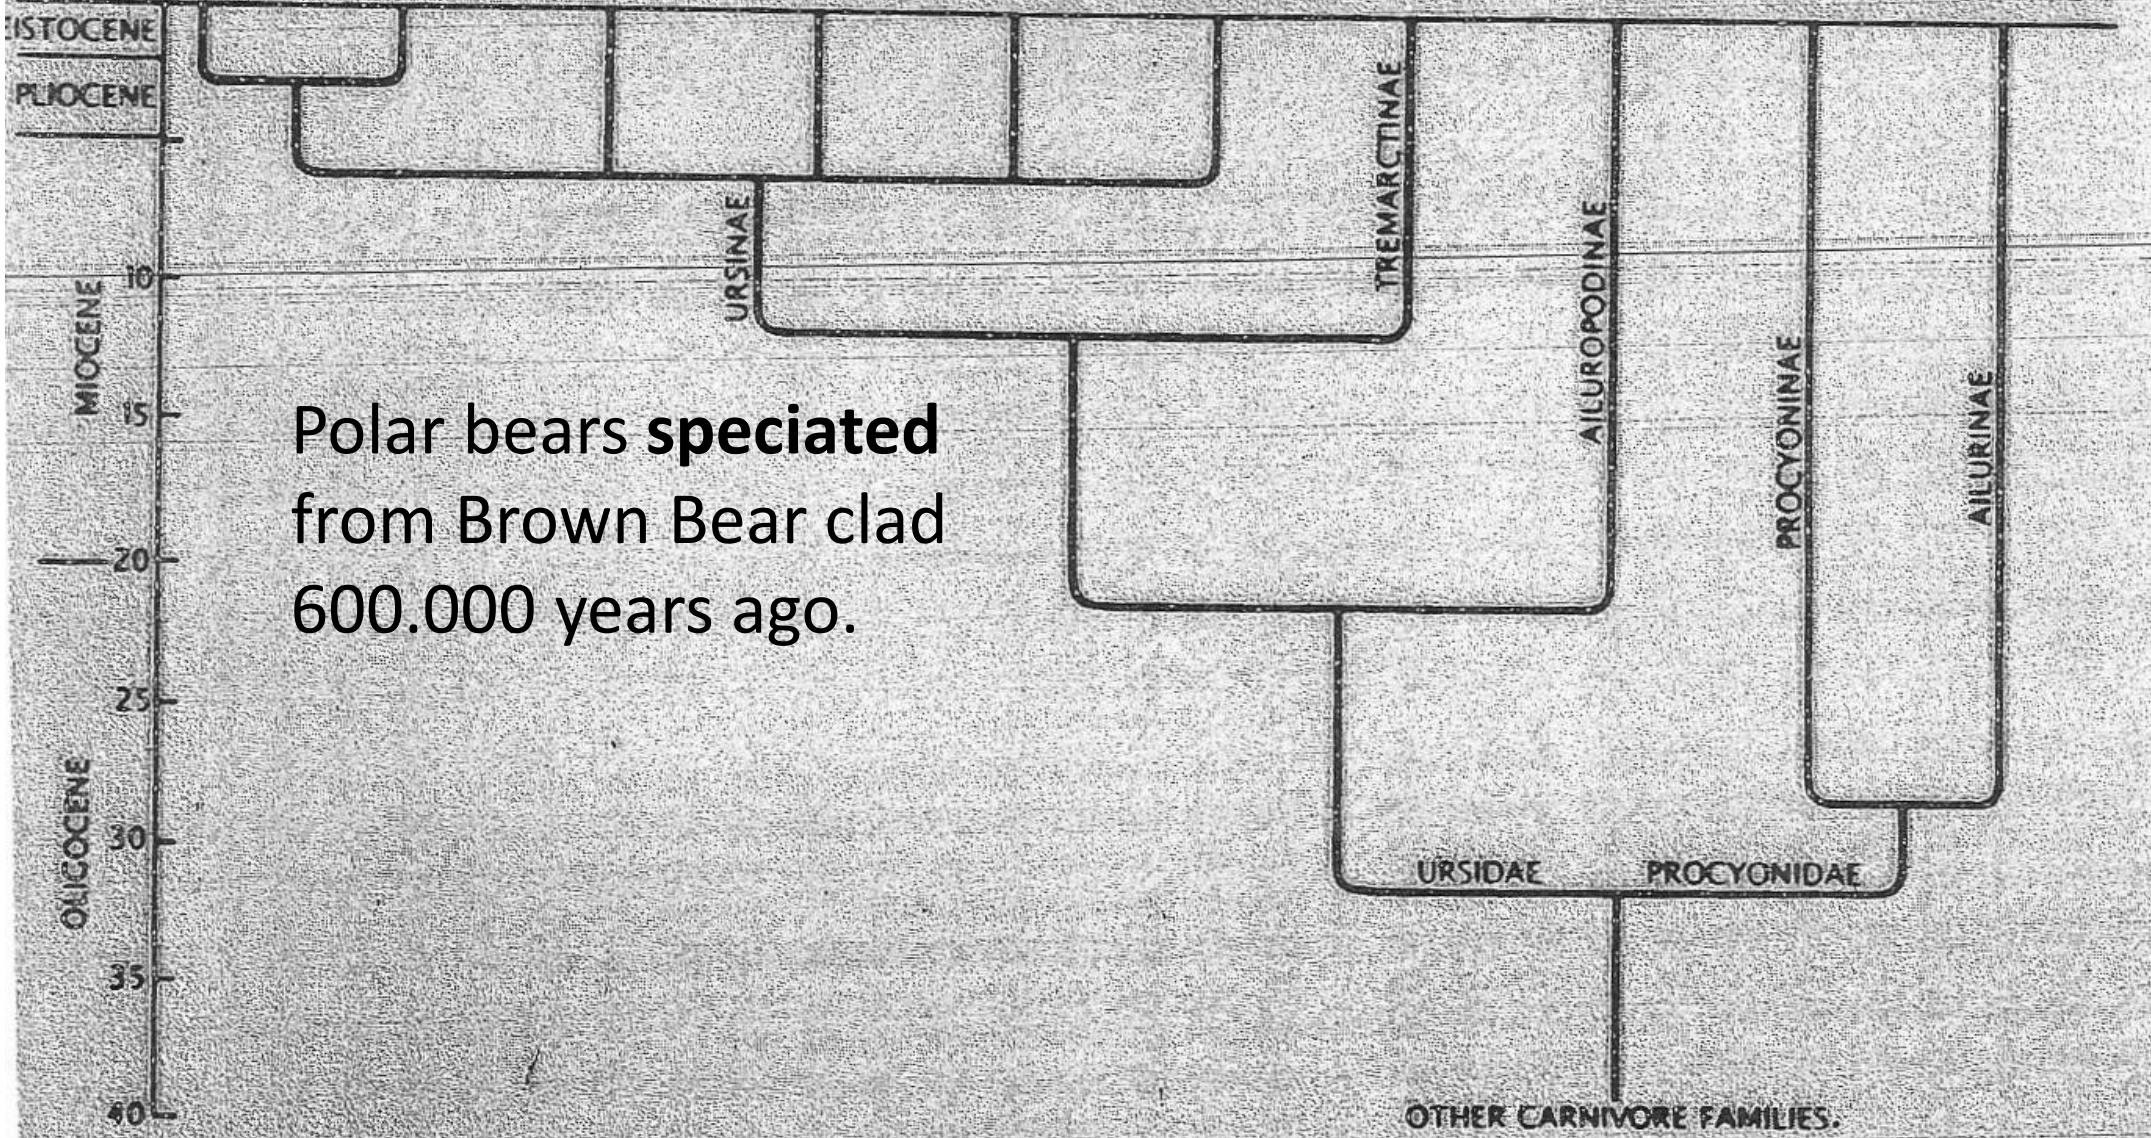 ISTOCENE
PLIOCENE
TREMARCTINAE
URSINAE
AILUROPODINAE
10
MIOCENE
PROCYONINAE
AILURINAE
15
Polar bears speciated
from Brown Bear clad
600.000 years ago.
20
25
OLIGOCENE
30
URSIDAE PROCYONIDAE
35
40
OTHER CARNIVORE FAMILIES.